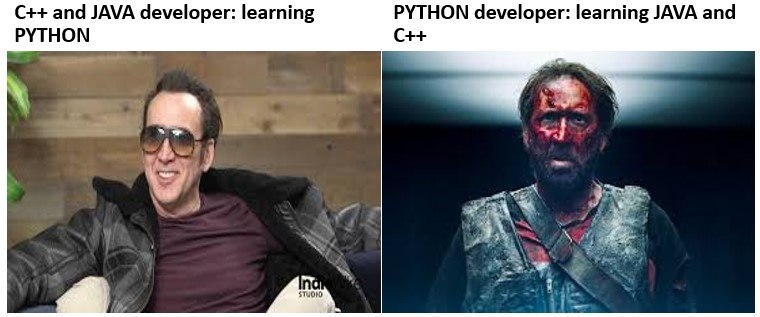 C++ and JAVA developer: learning
PYTHON
PYTHON developer: learning JAVA and
C++
STUDIO